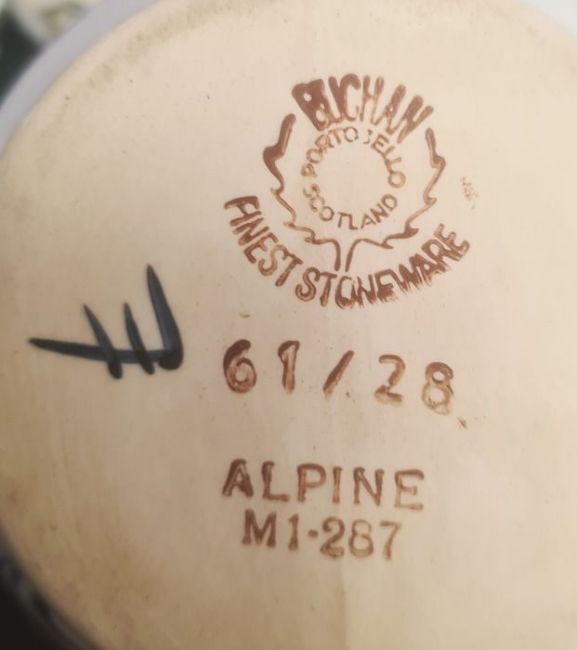 BUCHAN
PORTOBELLO
SCOTLAND
FINEST STONEWARE
61/28
ALPINE
M1-287